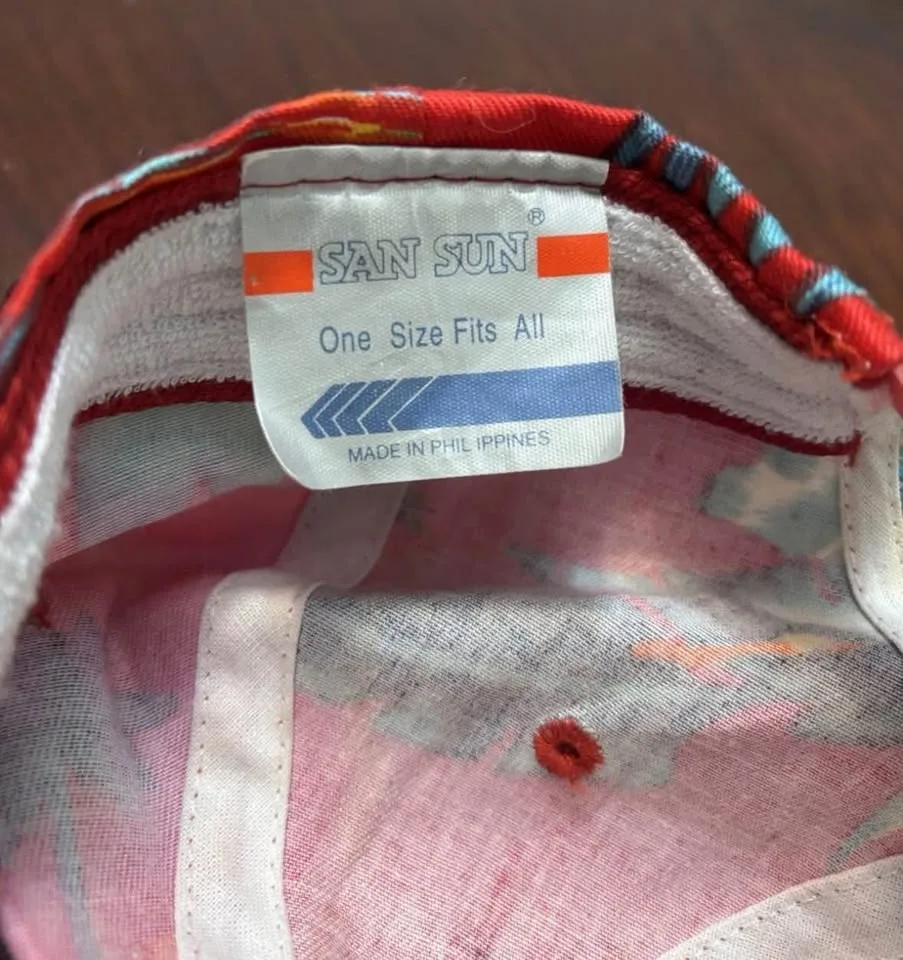 SAN SUN®
One Size Fits All
MADE IN PHIL IPPINES